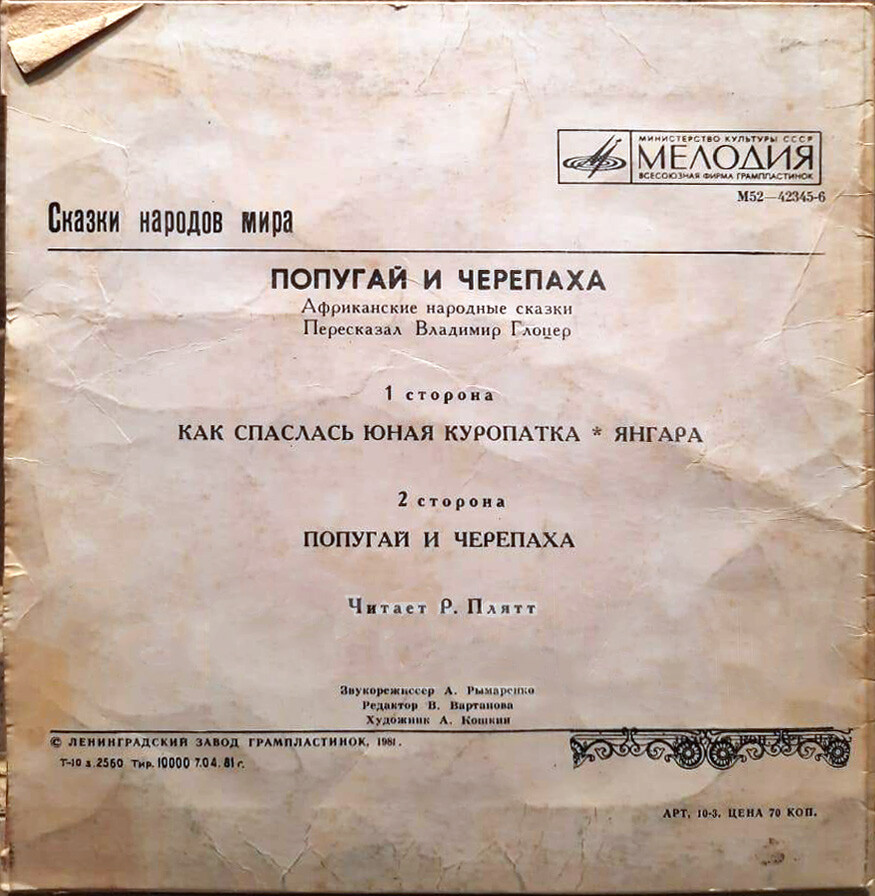 МИНИСТЕРСТВО КУЛЬТУРЫ СССР
МЕЛОДИЯ
ВСЕСОЮЗНАЯ ФИРМА ГРАМПЛАСТИНОК
М52—42345-6
Сказки народов мира
ПОПУГАЙ И ЧЕРЕПАХА
Африканские народные сказки
Пересказал Владимир Глоцер
1 сторона
КАК СПАСЛАСЬ ЮНАЯ КУРОПАТКА * ЯНГАРА
2 сторона
ПОПУГАЙ И ЧЕРЕПАХА
Читает Р. Плятт
Звукорежиссер А. Рымаренко
Редактор В. Вартанова
Художник А. Кошкин
© ЛЕНИНГРАДСКИЙ ЗАВОД ГРАМПЛАСТИНОК, 1981.
Т-10 з.2560 Тир. 10000 7.04.81 г.
АРТ. 10-3. ЦЕНА 70 КОП.